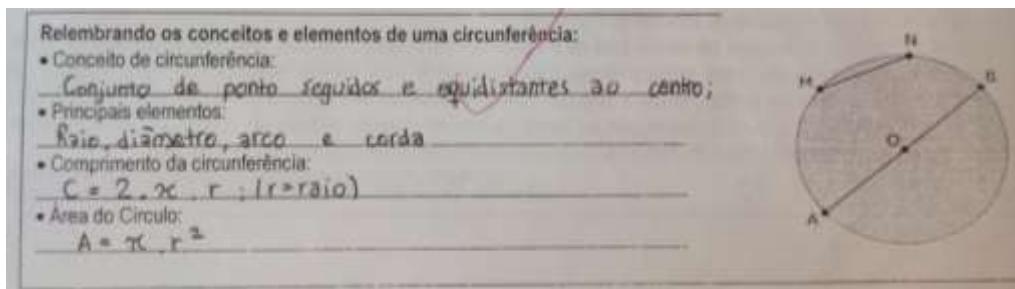 Relembrando os conceitos e elementos de uma circunferência:
• Conceito de circunferência:
Conjunto de ponto seguidos e equidistantes ao centro;
• Principais elementos:
Raio, diâmetro, arco e corda
• Comprimento da circunferência:
C = 2 . π . r ; (r = raio)
• Área do Círculo:
A = π . r²
N
M
B
O
A